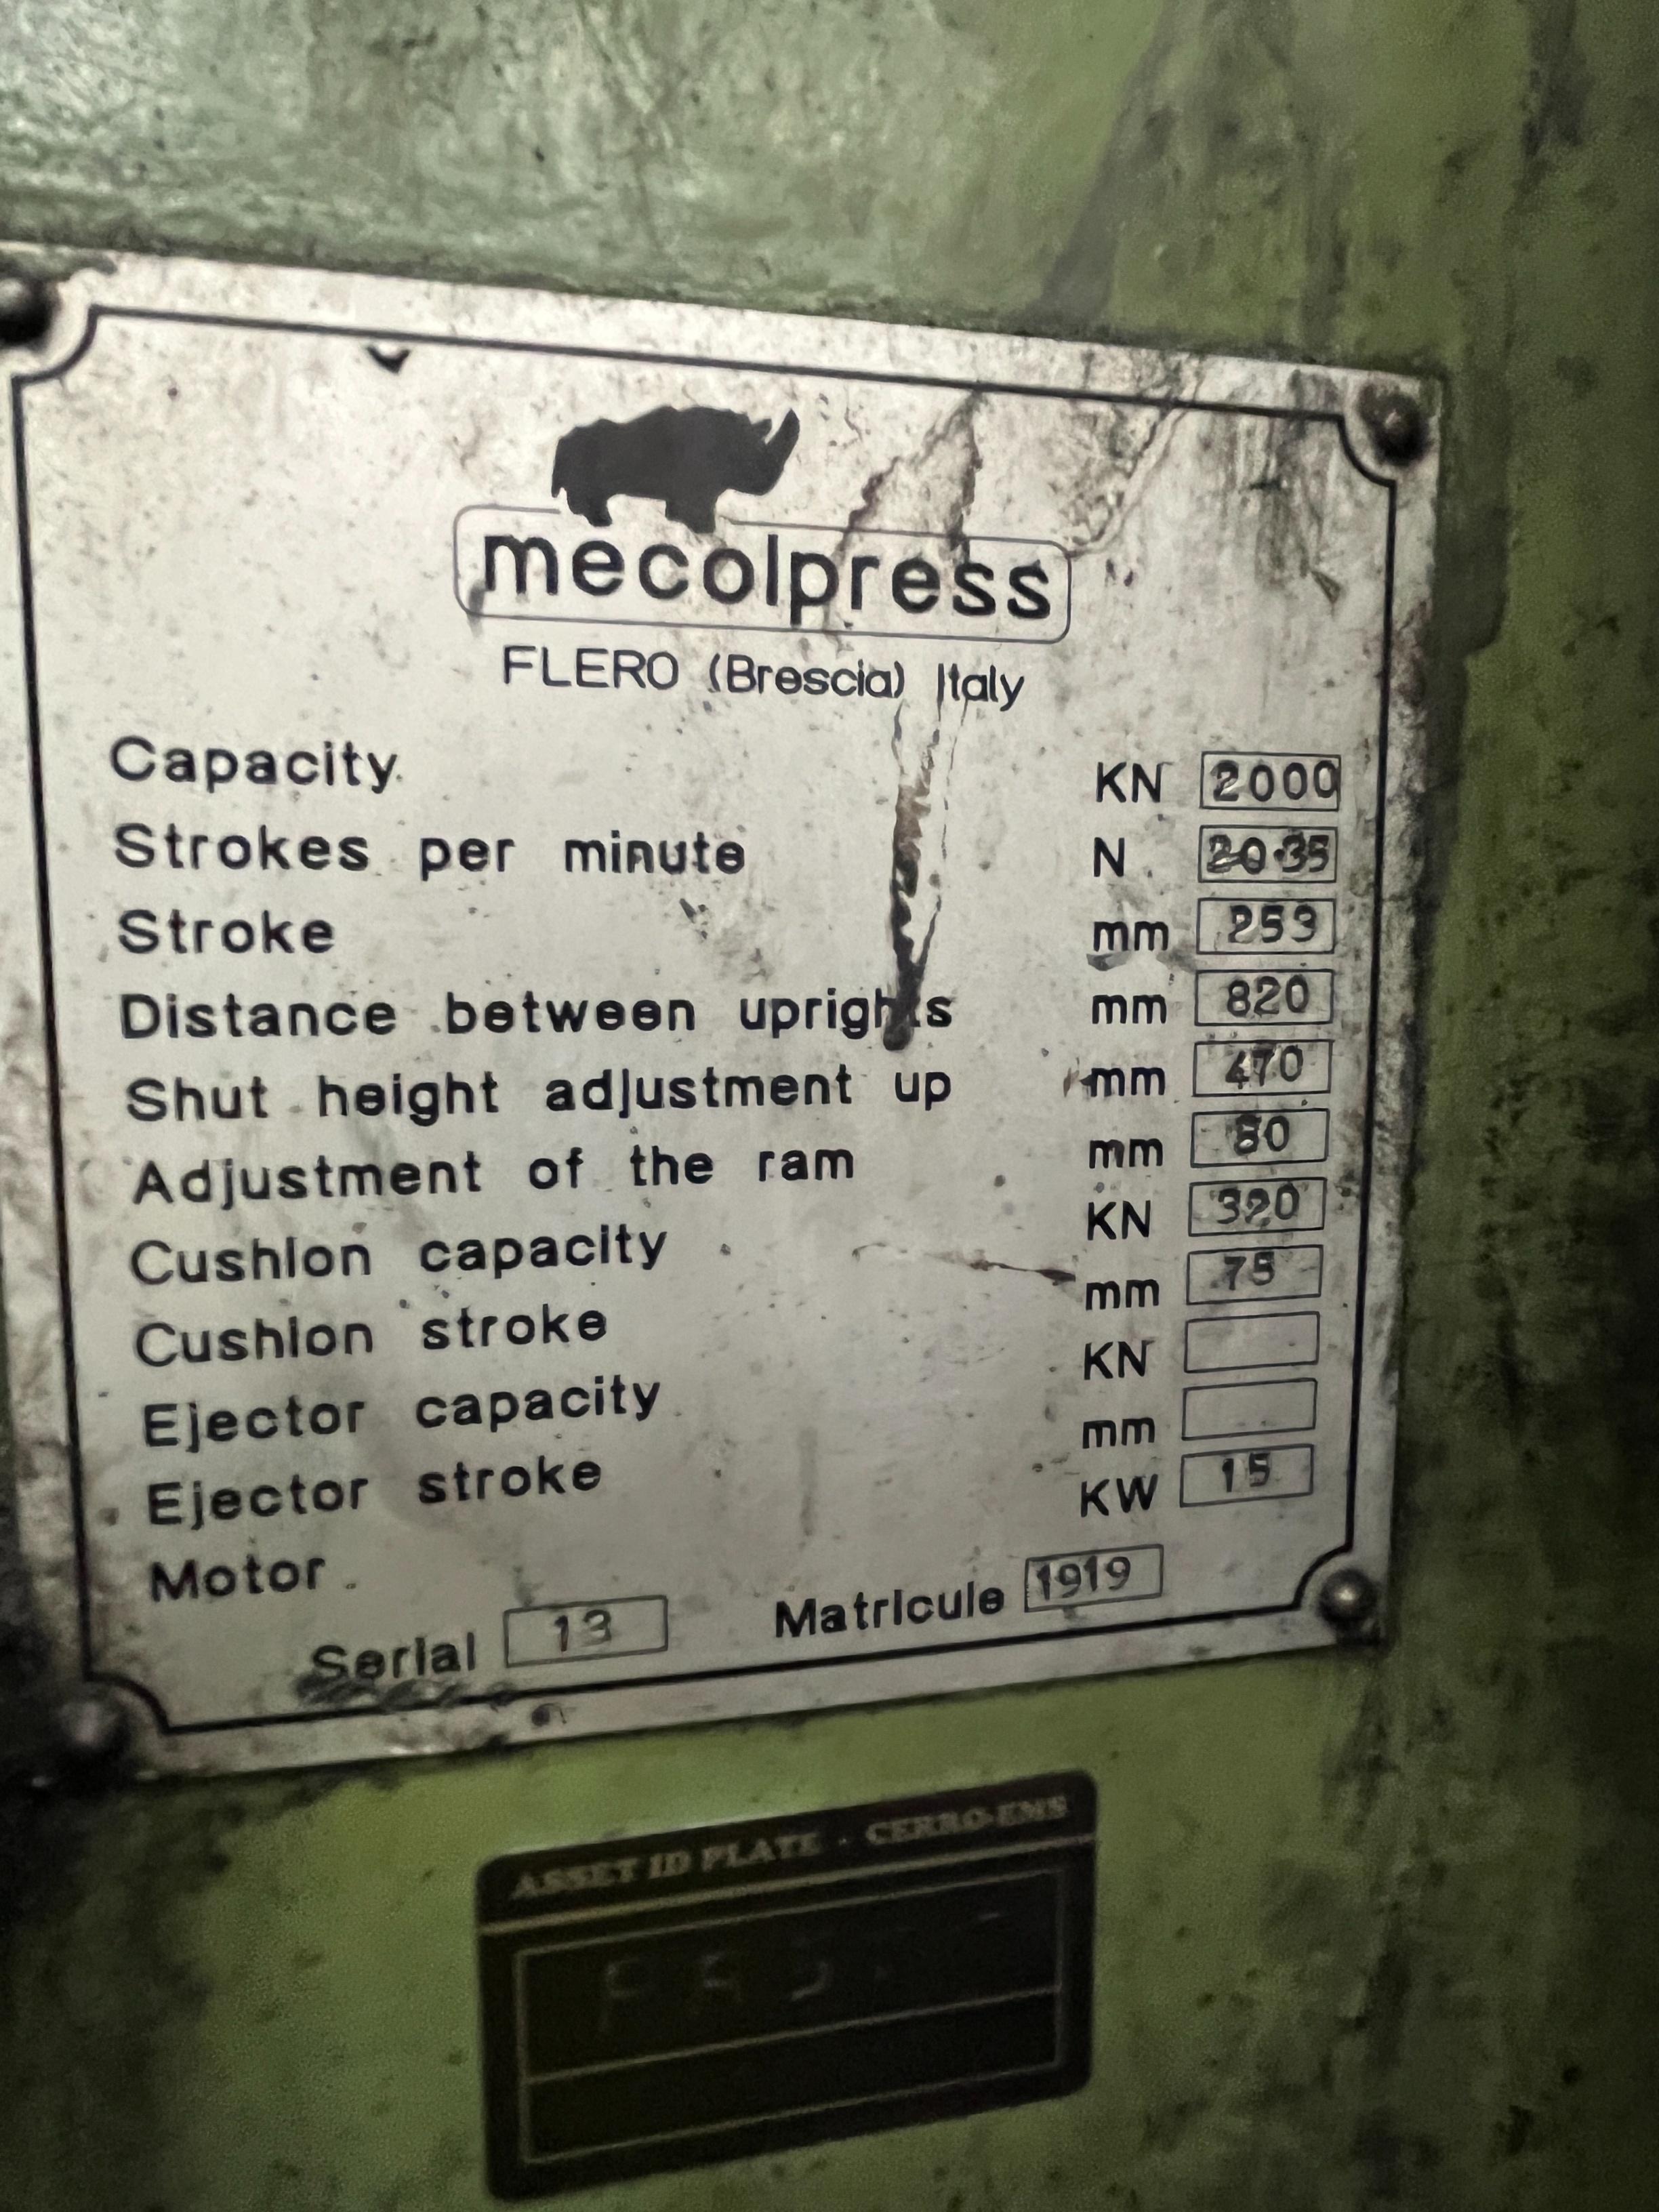 mecolpress
FLERO (Brescia) Italy
Capacity KN 2000
Strokes per minute N 20·35
Stroke mm 253
Distance between uprights mm 820
Shut height adjustment up mm 470
Adjustment of the ram mm 80
Cushion capacity KN 320
Cushion stroke mm 75
Ejector capacity KN
Ejector stroke mm
Motor KW 15
Serial 13 Matricule 1919
ASSET ID PLATE · CERRO-EMS